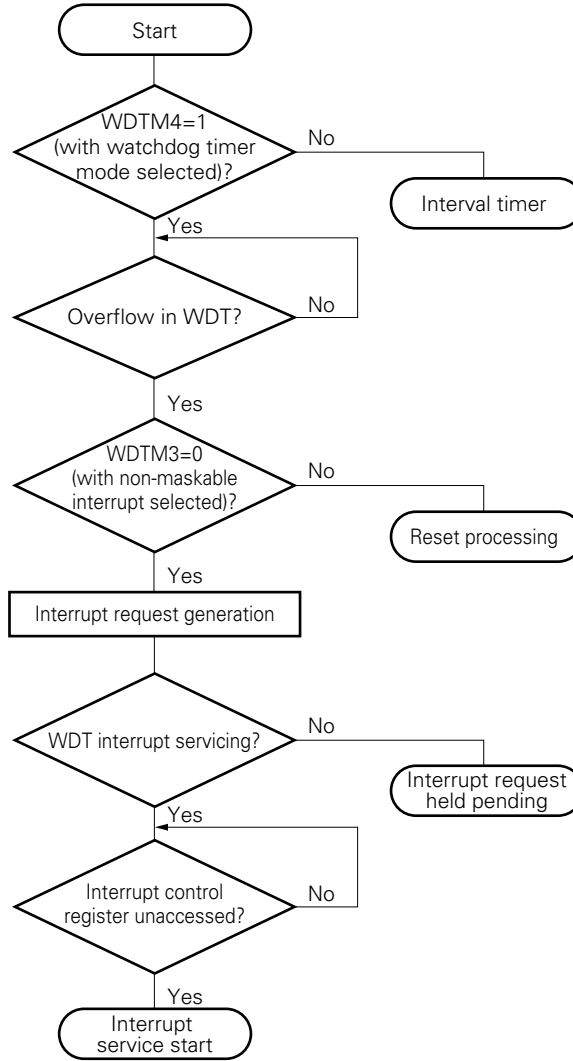 Start
WDTM4=1
(with watchdog timer
mode selected)?
No
Interval timer
Yes
Overflow in WDT?
No
Yes
WDTM3=0
(with non-maskable
interrupt selected)?
No
Reset processing
Yes
Interrupt request generation
WDT interrupt servicing?
No
Interrupt request
held pending
Yes
Interrupt control
register unaccessed?
No
Yes
Interrupt
service start